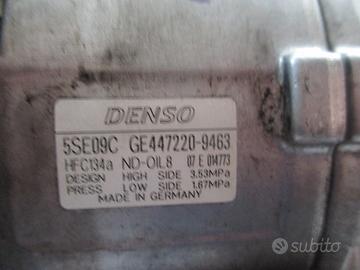 DENSO
5SE09C GE447220-9463
HFC134a ND-OIL8 07 E 014773
DESIGN HIGH SIDE 3.53MPa
PRESS LOW SIDE 1.67MPa
MADE IN GERMANY
subito